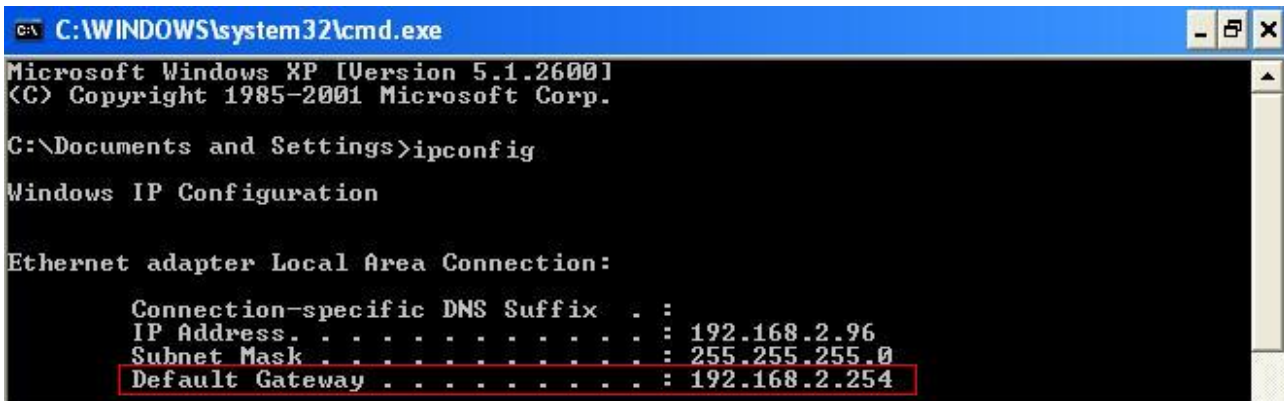 C:\WINDOWS\system32\cmd.exe
Microsoft Windows XP [Version 5.1.2600]
(C) Copyright 1985-2001 Microsoft Corp.
C:\Documents and Settings>ipconfig
Windows IP Configuration
Ethernet adapter Local Area Connection:
Connection-specific DNS Suffix . :
IP Address. . . . . . . . . . . . : 192.168.2.96
Subnet Mask . . . . . . . . . . . : 255.255.255.0
Default Gateway . . . . . . . . . : 192.168.2.254